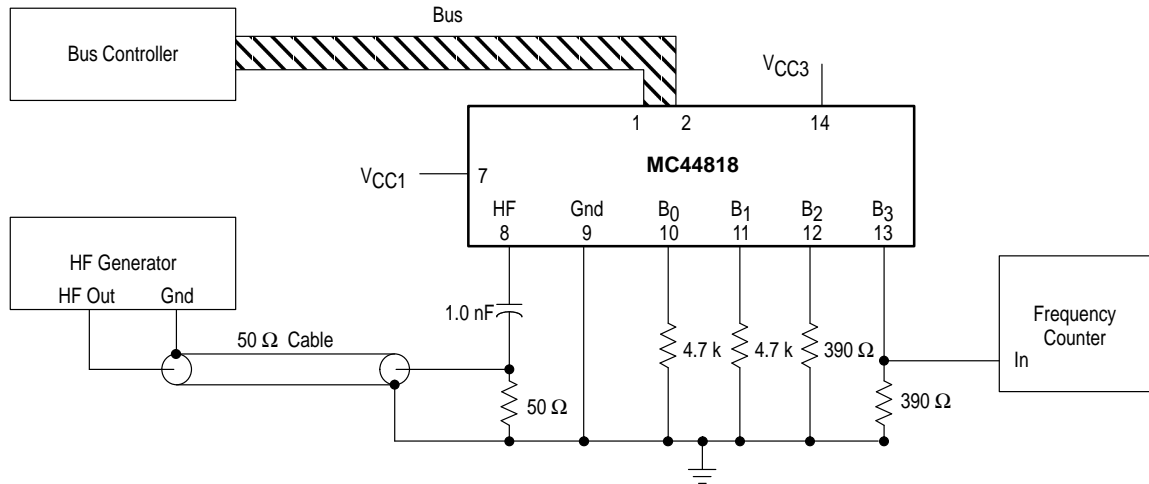 Bus
Bus Controller
VCC3
1
2
14
MC44818
VCC1
7
HF
Gnd
B0
B1
B2
B3
8
9
10
11
12
13
HF Generator
HF Out
Gnd
1.0 nF
50 Ω Cable
4.7 k
4.7 k
390 Ω
Frequency
Counter
In
50 Ω
390 Ω